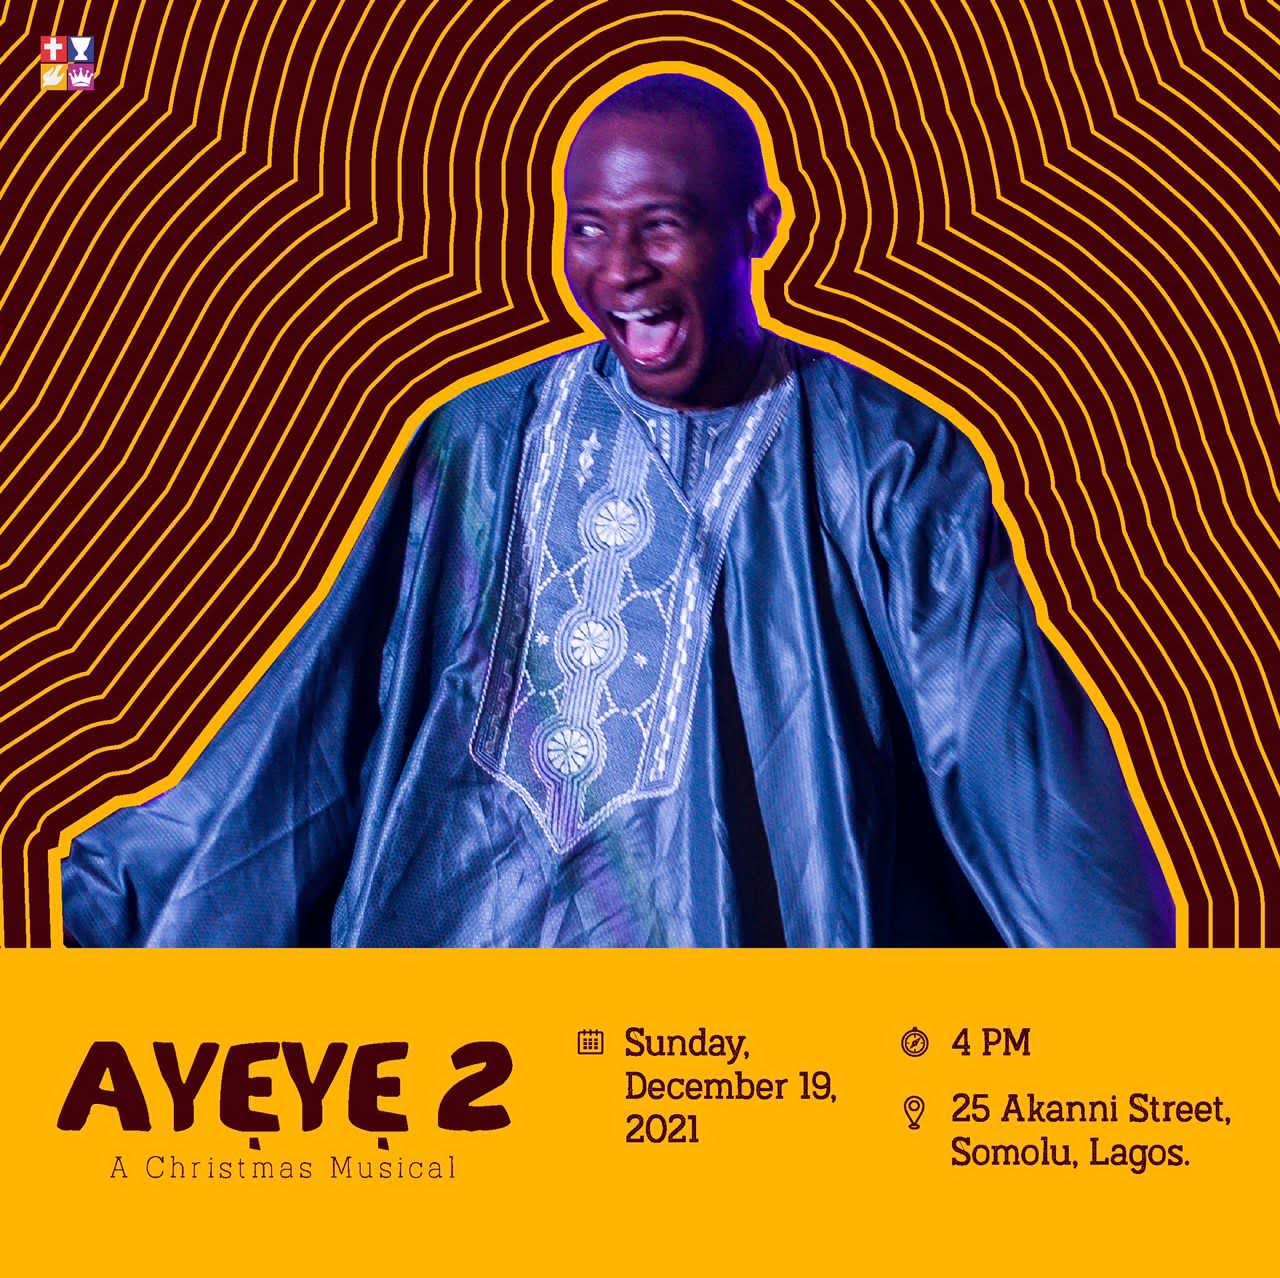 AYẸYẸ 2
A Christmas Musical
Sunday,
December 19,
2021
4 PM
25 Akanni Street,
Somolu, Lagos.